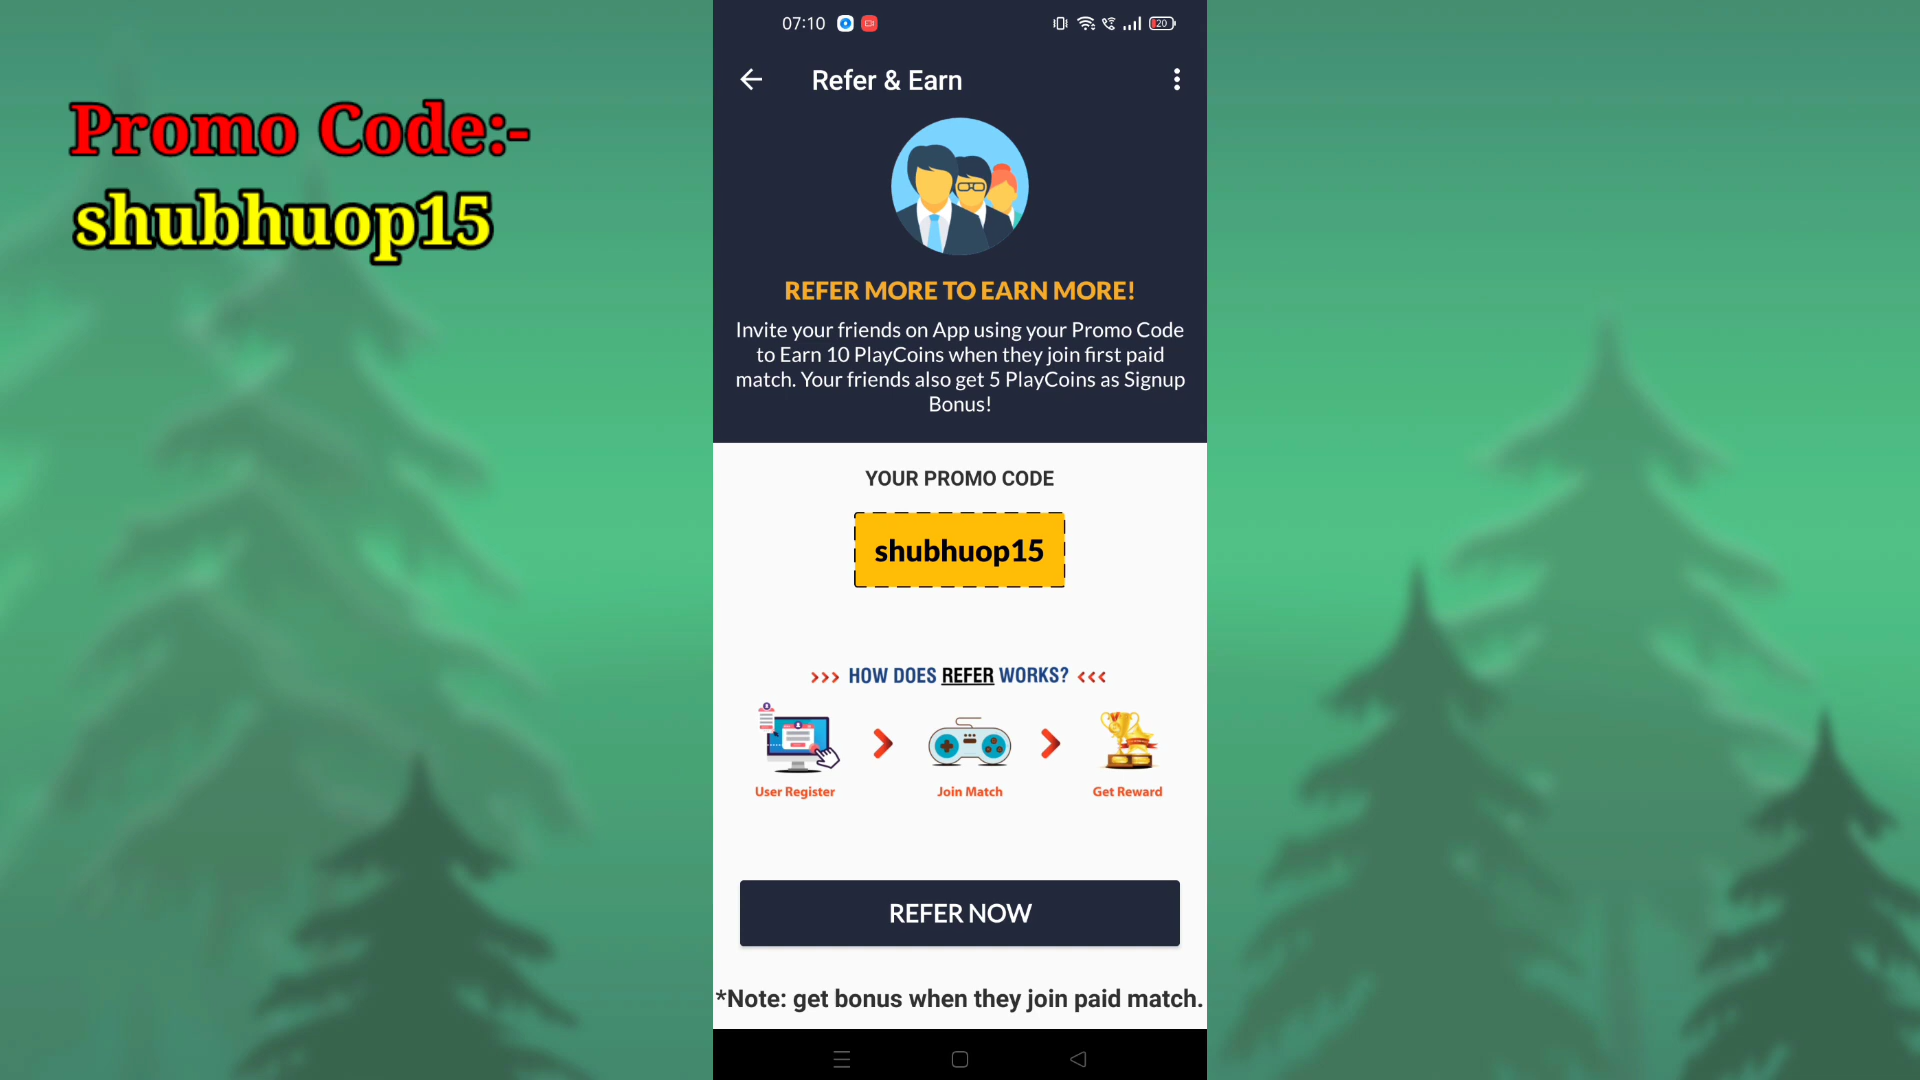 Promo Code:-
shubhuop15
07:10
20
Refer & Earn
REFER MORE TO EARN MORE!
Invite your friends on App using your Promo Code
to Earn 10 PlayCoins when they join first paid
match. Your friends also get 5 PlayCoins as Signup
Bonus!
YOUR PROMO CODE
shubhuop15
>>> HOW DOES REFER WORKS? <<<
User Register
Join Match
Get Reward
REFER NOW
*Note: get bonus when they join paid match.